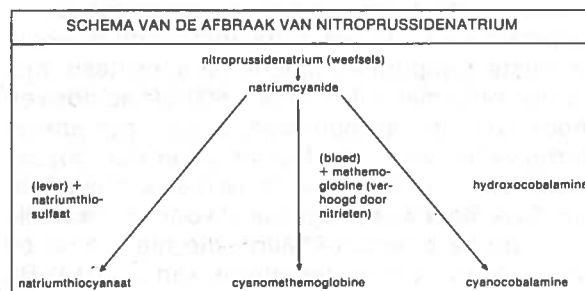 SCHEMA VAN DE AFBRAAK VAN NITROPRUSSIDENATRIUM
nitroprussidenatrium (weefsels)
natriumcyanide
(lever) +
natriumthio-
sulfaat
(bloed)
+ methemo-
globine (ver-
hoogd door
nitrieten)
hydroxocobalamine
natriumthiocyanaat
cyanomethemoglobine
cyanocobalamine